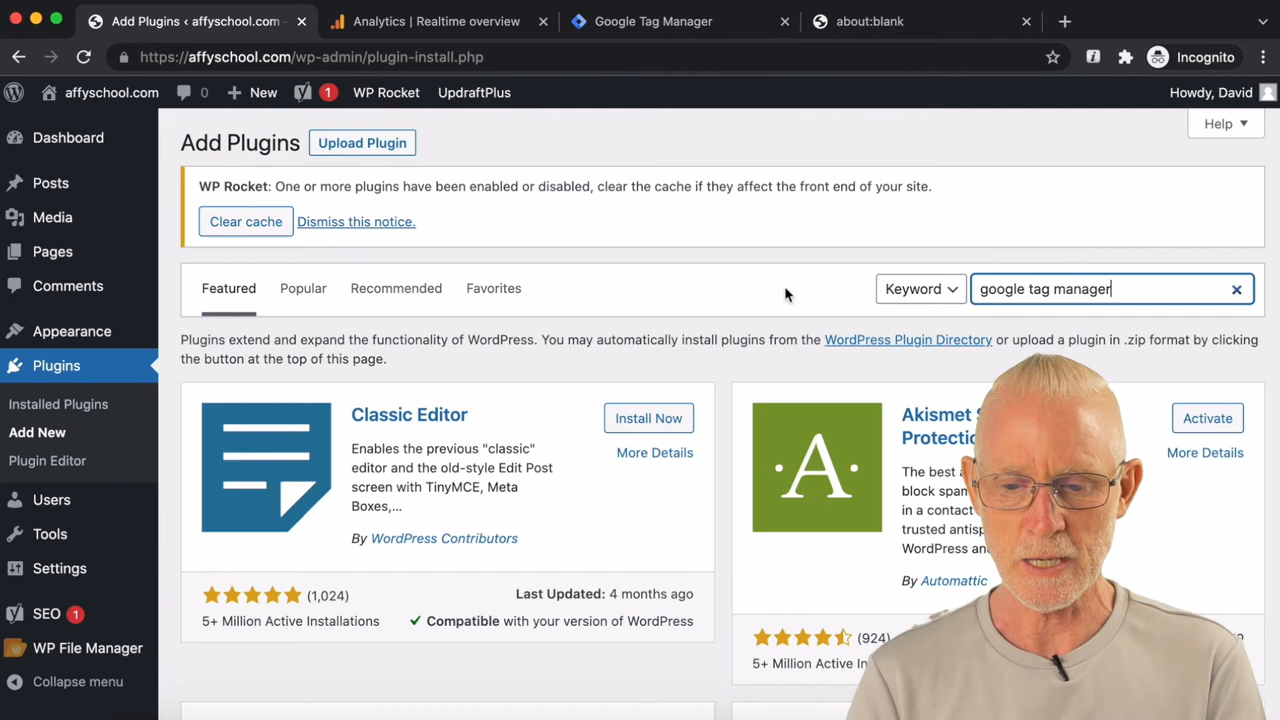 Add Plugins ‹ affyschool.com -
Analytics | Realtime overview
Google Tag Manager
about:blank
https://affyschool.com/wp-admin/plugin-install.php
Incognito
affyschool.com
0
New
1
WP Rocket
UpdraftPlus
Howdy, David
Dashboard
Posts
Media
Pages
Comments
Appearance
Plugins
Installed Plugins
Add New
Plugin Editor
Users
Tools
Settings
SEO 1
WP File Manager
Collapse menu
Help
Add Plugins
Upload Plugin
WP Rocket: One or more plugins have been enabled or disabled, clear the cache if they affect the front end of your site.
Clear cache
Dismiss this notice.
Featured
Popular
Recommended
Favorites
Keyword
google tag manager
Plugins extend and expand the functionality of WordPress. You may automatically install plugins from the WordPress Plugin Directory or upload a plugin in .zip format by clicking
the button at the top of this page.
Classic Editor
Install Now
More Details
Enables the previous "classic"
editor and the old-style Edit Post
screen with TinyMCE, Meta
Boxes,...
By WordPress Contributors
(1,024)
5+ Million Active Installations
Last Updated: 4 months ago
Compatible with your version of WordPress
A
Akismet
Activate
More Details
The best
block
in a contact
trusted
WordPress
By Automattic
(924)
5+ Million Active